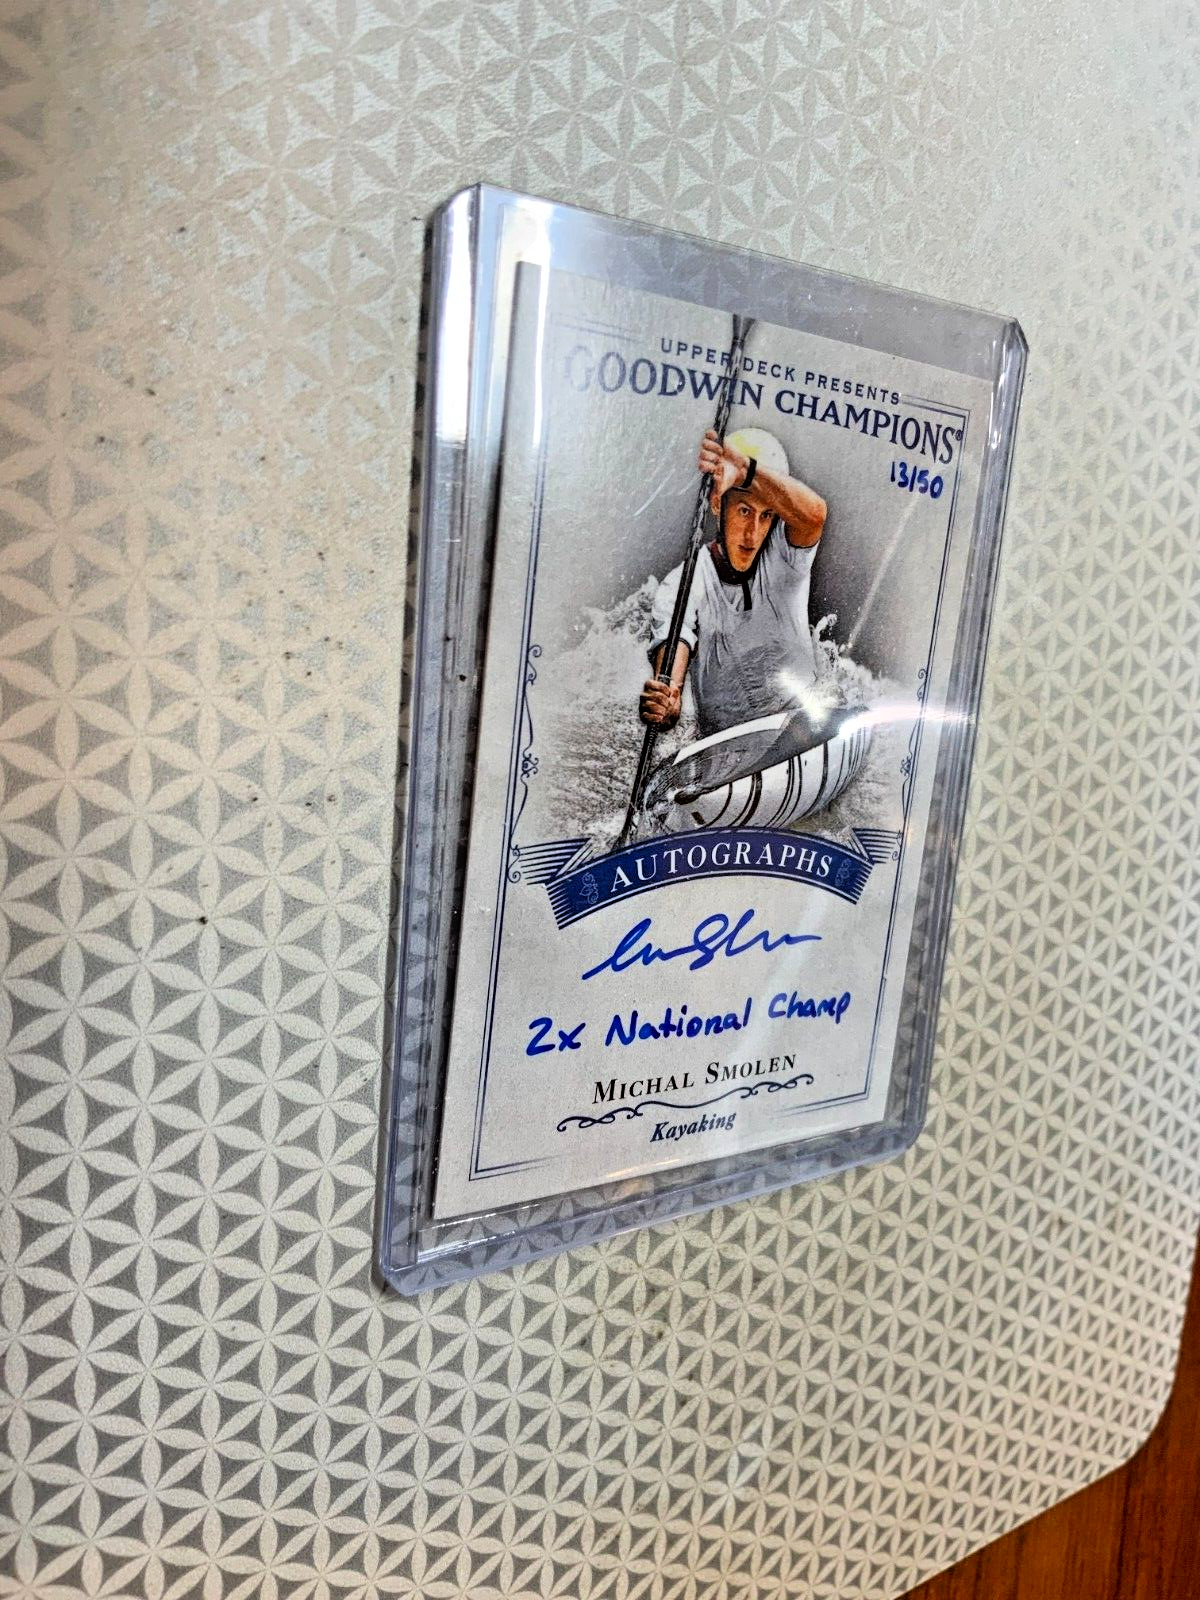 UPPER DECK PRESENTS
GOODWIN CHAMPIONS®
13/50
AUTOGRAPHS
2x National Champ
MICHAL SMOLEN
Kayaking